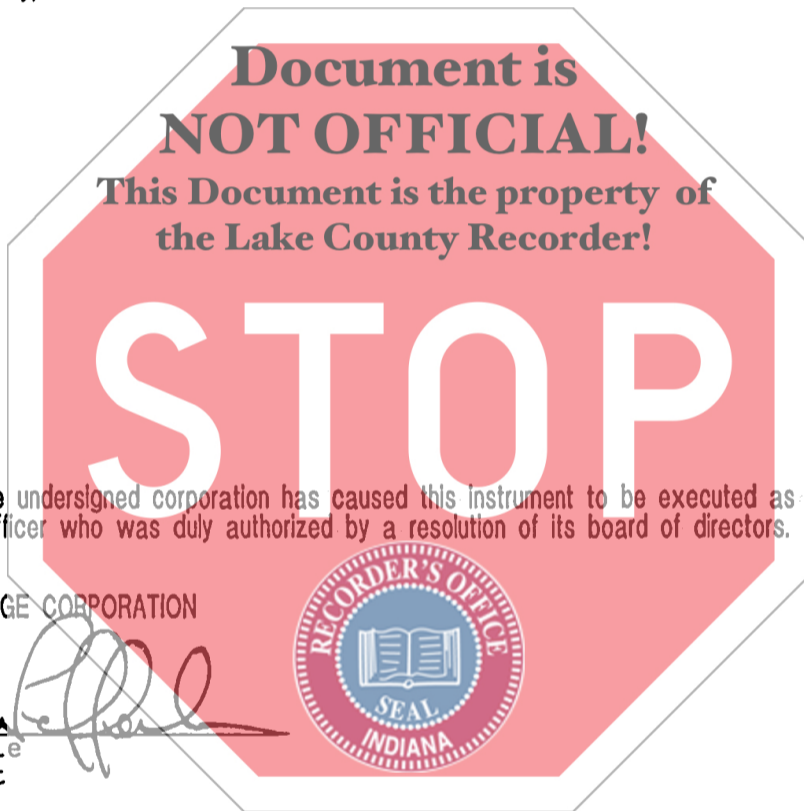 Document is
NOT OFFICIAL!
This Document is the property of
the Lake County Recorder!
STOP
undersigned corporation has caused this instrument to be executed as
who was duly authorized by a resolution of its board of directors.
CORPORATION
RECORDER'S OFFICE
SEAL
INDIANA